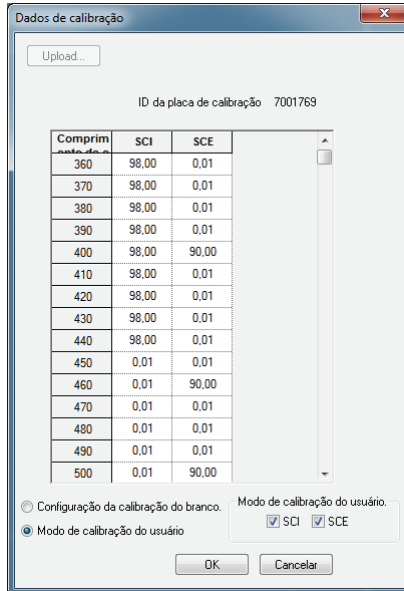 Dados de calibração
Upload...
ID da placa de calibração 7001769
Comprim SCI SCE
360 98,00 0,01
370 98,00 0,01
380 98,00 0,01
390 98,00 0,01
400 98,00 90,00
410 98,00 0,01
420 98,00 0,01
430 98,00 0,01
440 98,00 0,01
450 0,01 0,01
460 0,01 90,00
470 0,01 0,01
480 0,01 0,01
490 0,01 0,01
500 0,01 90,00
Configuração da calibração do branco.
Modo de calibração do usuário
Modo de calibração do usuário.
SCI SCE
OK Cancelar